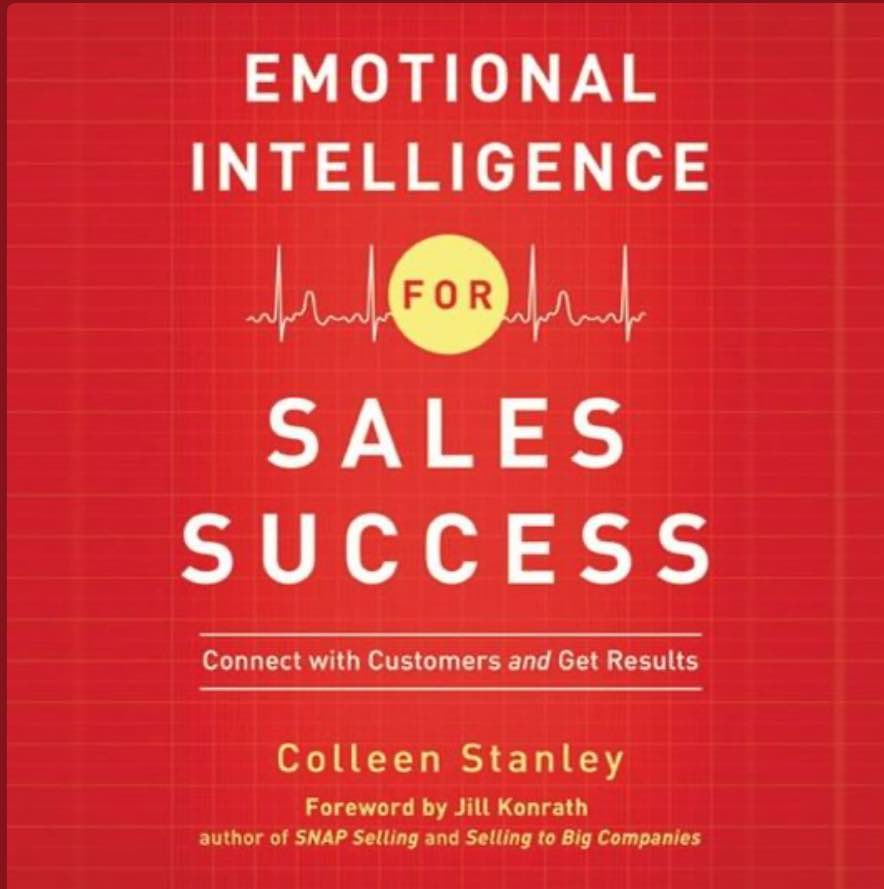 EMOTIONAL
INTELLIGENCE
FOR
SALES
SUCCESS
Connect with Customers and Get Results
Colleen Stanley
Foreword by Jill Konrath
author of SNAP Selling and Selling to Big Companies